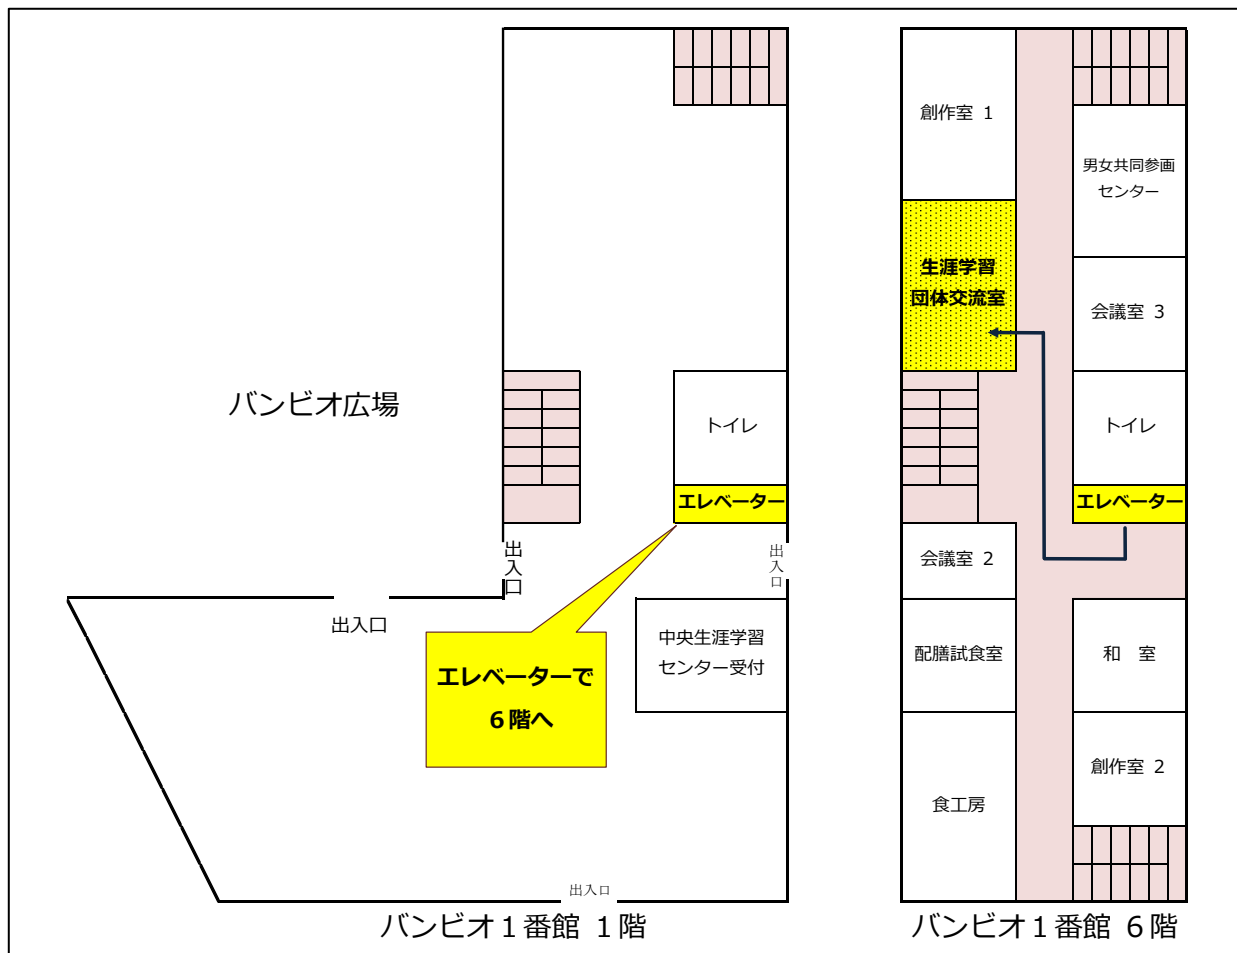 バンビオ広場
トイレ
エレベーター
出入口
出入口
出入口
エレベーターで
６階へ
中央生涯学習
センター受付
出入口
バンビオ１番館 １階
創作室 1
男女共同参画
センター
生涯学習
団体交流室
会議室 3
トイレ
エレベーター
会議室 2
配膳試食室
和　室
食工房
創作室 2
バンビオ１番館 ６階